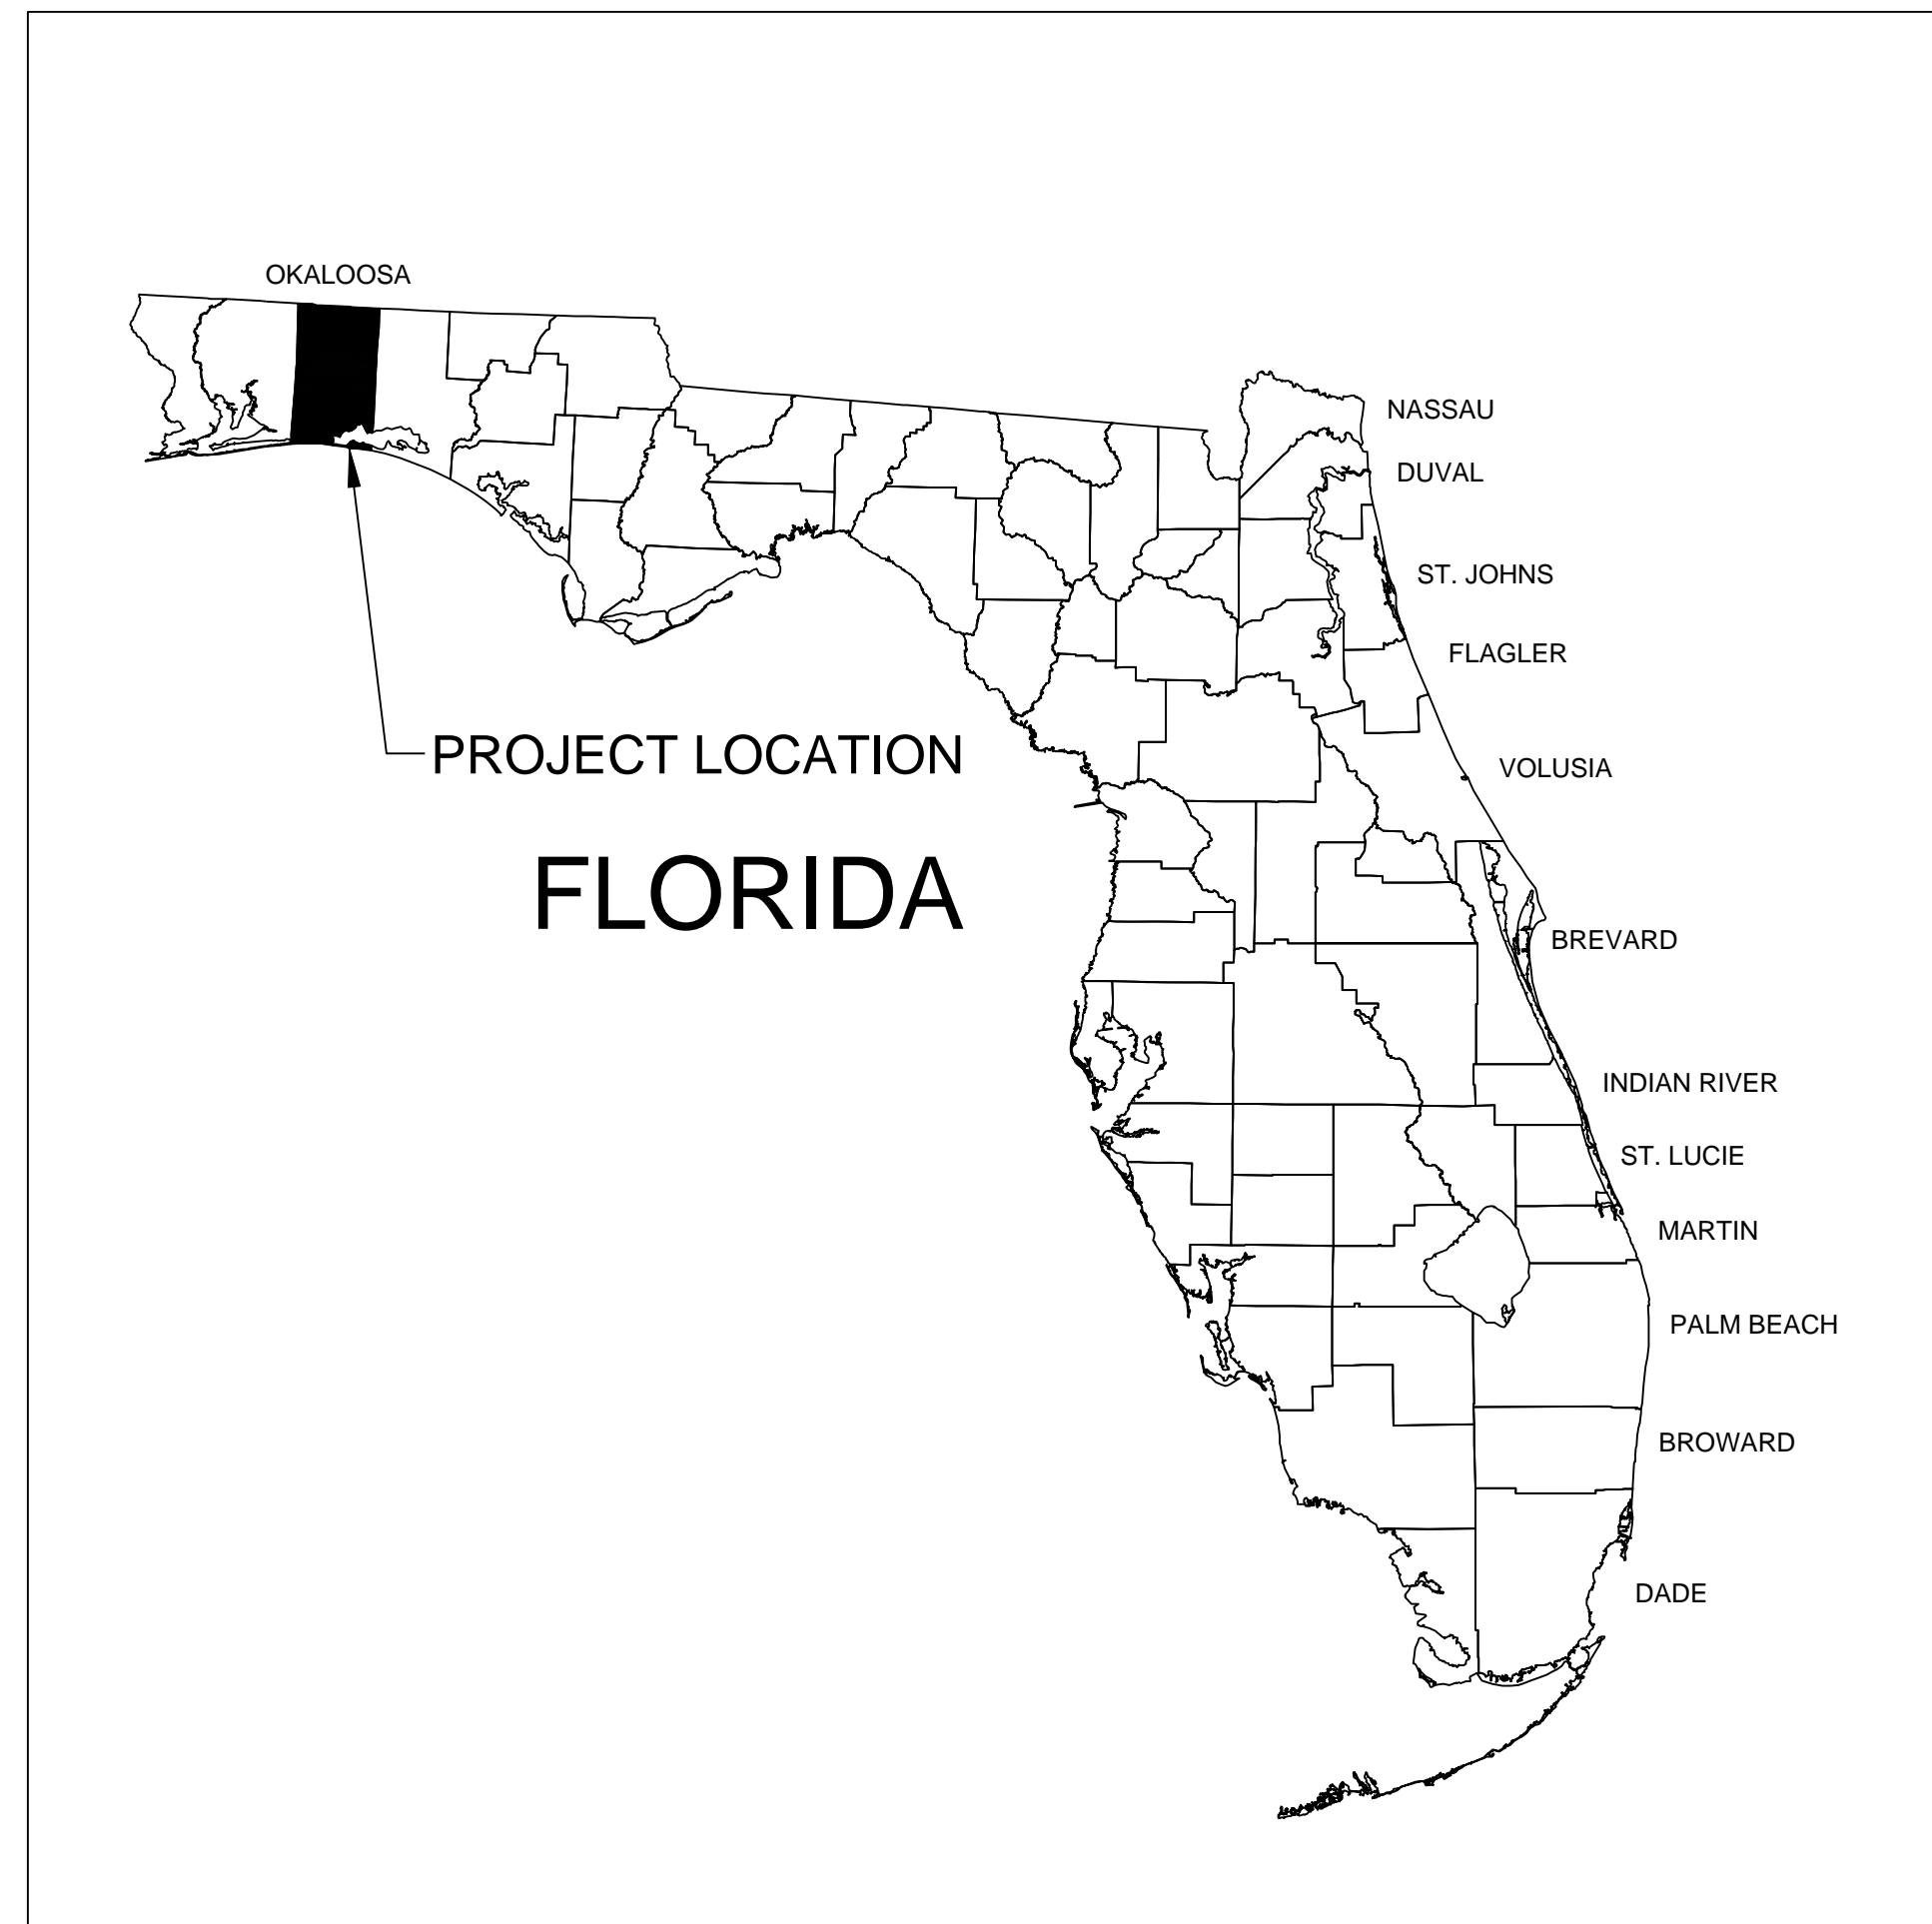 OKALOOSA
NASSAU
DUVAL
ST. JOHNS
FLAGLER
PROJECT LOCATION
VOLUSIA
FLORIDA
BREVARD
INDIAN RIVER
ST. LUCIE
MARTIN
PALM BEACH
BROWARD
DADE